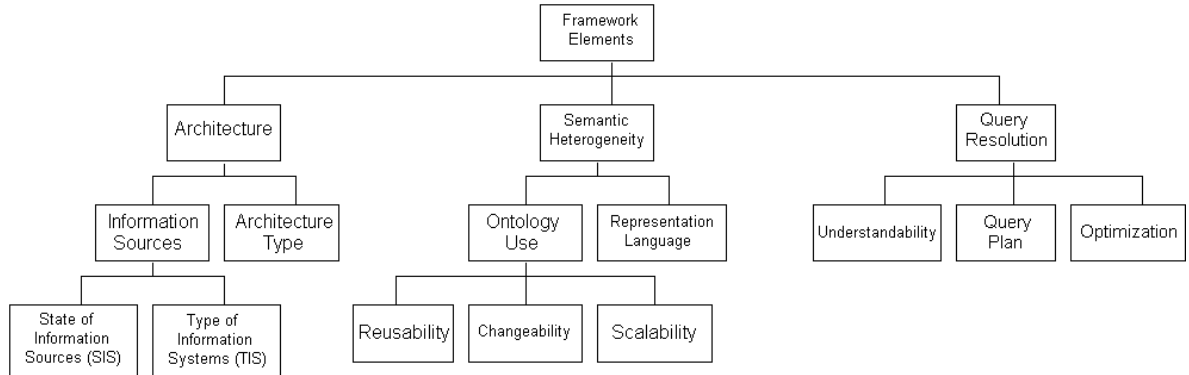 Framework
Elements
Architecture
Semantic
Heterogeneity
Query
Resolution
Information
Sources
Architecture
Type
Ontology
Use
Representation
Language
Understandability
Query
Plan
Optimization
State of
Information
Sources (SIS)
Type of
Information
Systems (TIS)
Reusability
Changeability
Scalability